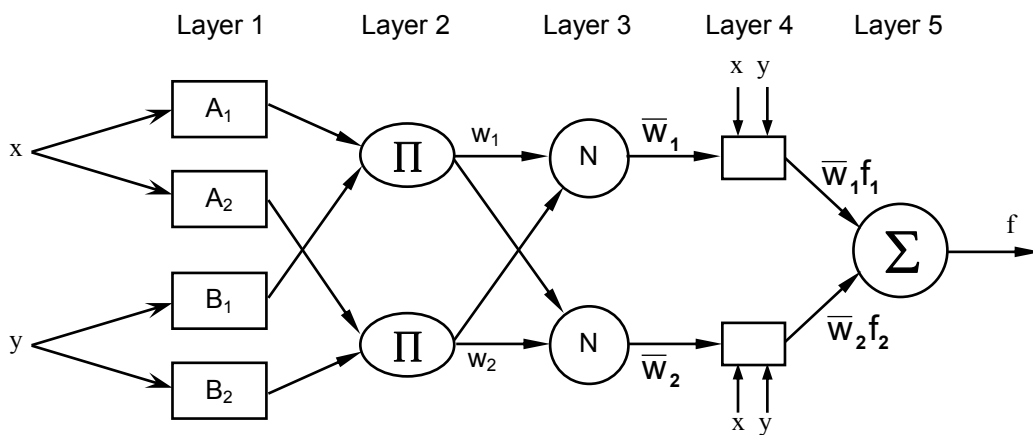 Layer 1 Layer 2 Layer 3 Layer 4 Layer 5
x y
A₁
x
Π w₁ N w̅₁
w̅₁f₁
A₂
f
Σ
B₁
w̅₂f₂
y
Π w₂ N w̅₂
B₂
x y